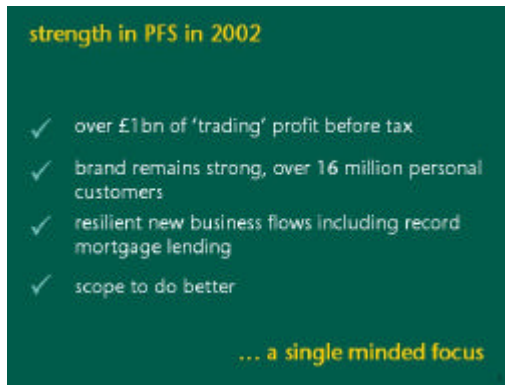 strength in PFS in 2002
✓ over £1bn of 'trading' profit before tax
✓ brand remains strong, over 16 million personal
customers
✓ resilient new business flows including record
mortgage lending
✓ scope to do better
... a single minded focus